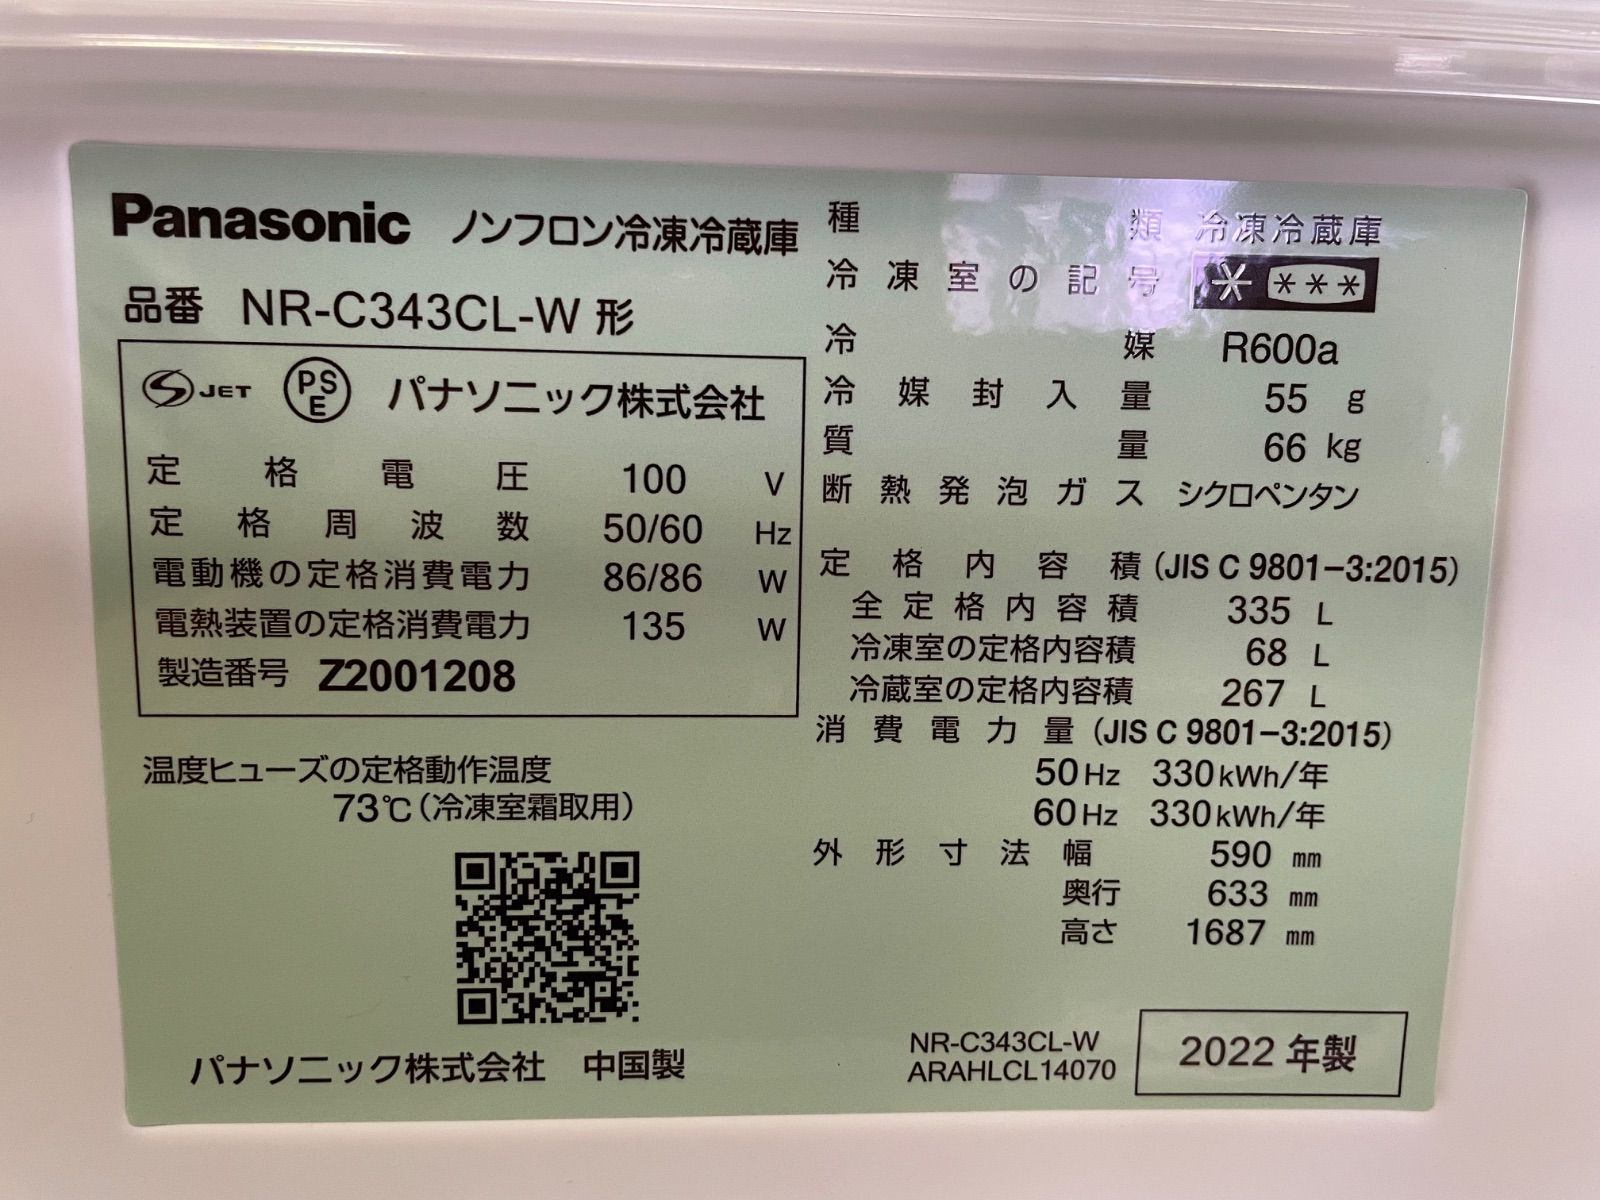 Panasonic ノンフロン冷凍冷蔵庫
品番 NR-C343CL-W 形
S JET PSE パナソニック株式会社
定格電圧 100 V
定格周波数 50/60 Hz
電動機の定格消費電力 86/86 W
電熱装置の定格消費電力 135 W
製造番号 Z2001208
温度ヒューズの定格動作温度
73℃(冷凍室霜取用)
パナソニック株式会社 中国製
種類 冷凍冷蔵庫
冷凍室の記号 * ***
冷媒 R600a
冷媒封入量 55 g
質量 66 kg
断熱発泡ガス シクロペンタン
定格内容積 (JIS C 9801-3:2015)
全定格内容積 335 L
冷凍室の定格内容積 68 L
冷蔵室の定格内容積 267 L
消費電力量 (JIS C 9801-3:2015)
50Hz 330kWh/年
60Hz 330kWh/年
外形寸法 幅 590 mm
奥行 633 mm
高さ 1687 mm
NR-C343CL-W
ARAHLCL14070
2022 年製